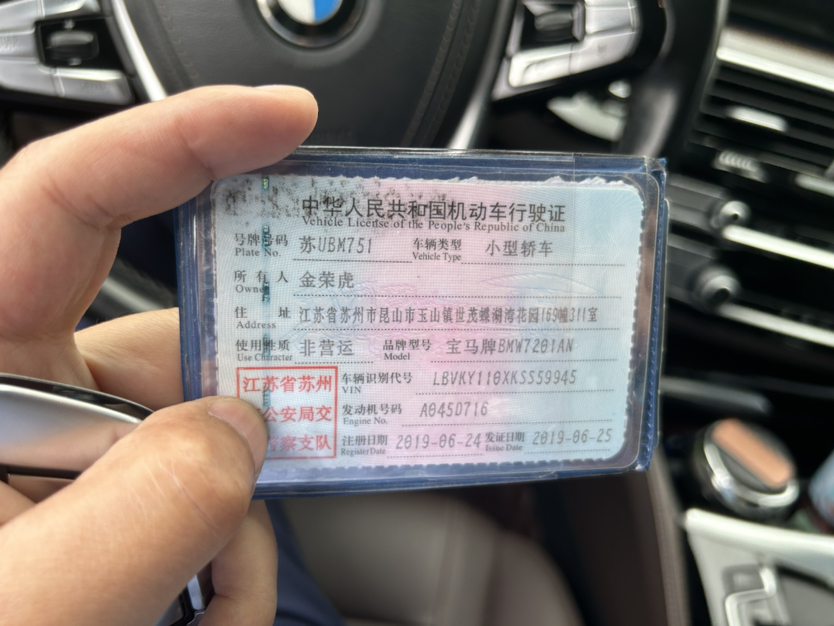 中华人民共和国机动车行驶证
Vehicle License of the People's Republic of China
号牌号码 苏UBM751 车辆类型 小型轿车
Plate No. Vehicle Type
所有人 金荣虎
Owner
住址 江苏省苏州市昆山市玉山镇世茂蝶湖湾花园169幢311室
Address
使用性质 非营运 品牌型号 宝马牌BMW7201AN
Use Character Model
江苏省苏州
公安局交
察支队
车辆识别代号 LBVKY110XKSS59945
VIN
发动机号码 A045D716
Engine No.
注册日期 2019-06-24 发证日期 2019-06-25
Register Date Issue Date